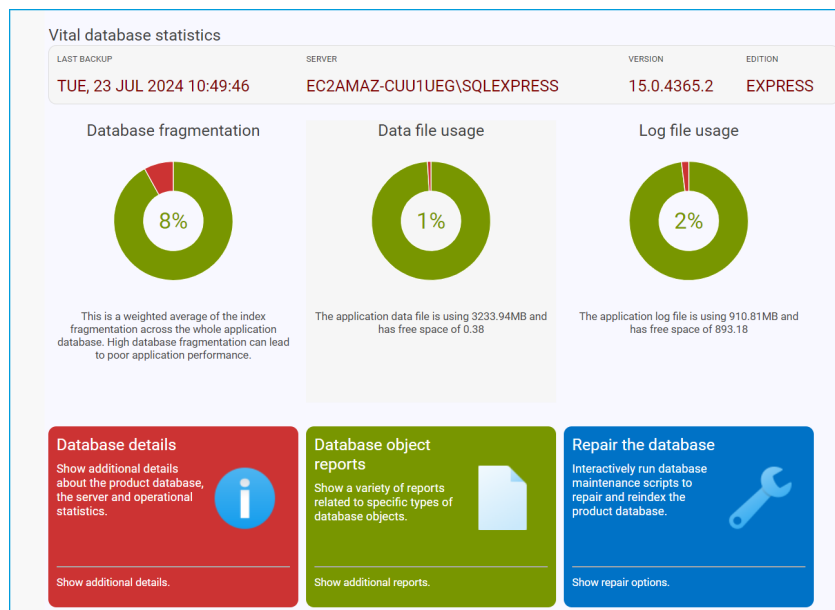 Vital database statistics
LAST BACKUP SERVER VERSION EDITION
TUE, 23 JUL 2024 10:49:46 EC2AMAZ-CUU1UEG\SQLEXPRESS 15.0.4365.2 EXPRESS
Database fragmentation
8%
This is a weighted average of the index
fragmentation across the whole application
database. High database fragmentation can lead
to poor application performance.
Data file usage
1%
The application data file is using 3233.94MB and
has free space of 0.38
Log file usage
2%
The application log file is using 910.81MB and
has free space of 893.18
Database details
Show additional details
about the product database,
the server and operational
statistics.
Show additional details.
Database object
reports
Show a variety of reports
related to specific types of
database objects.
Show additional reports.
Repair the database
Interactively run database
maintenance scripts to
repair and reindex the
product database.
Show repair options.